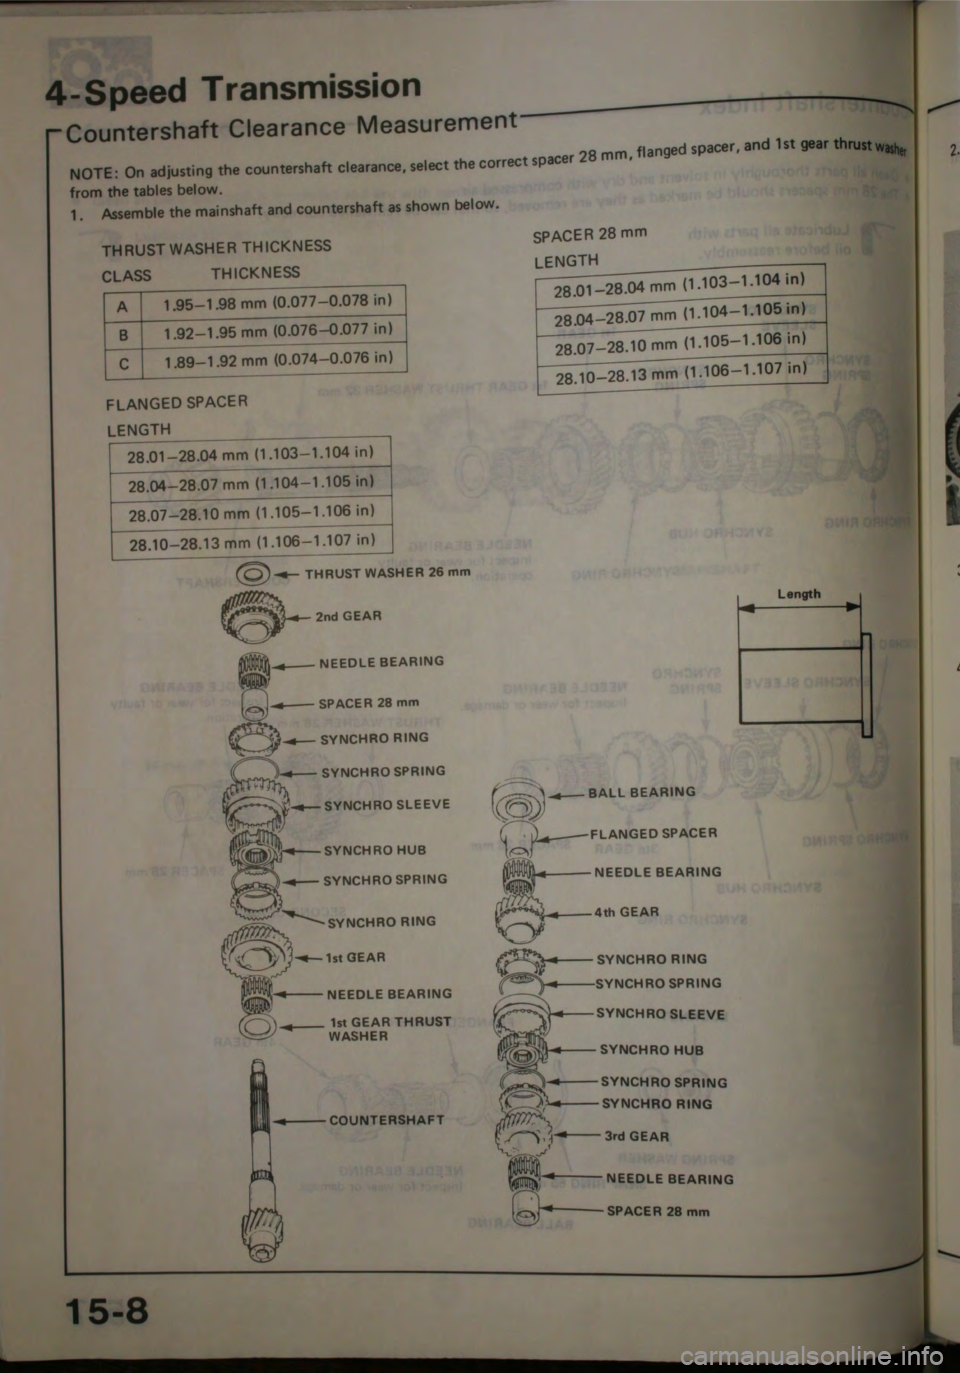 4-Speed Transmission
Countershaft Clearance Measurement
NOTE: On adjusting the countershaft clearance, select the correct spacer 28 mm, flanged spacer, and 1st gear thrust washer
from the tables below.
1. Assemble the mainshaft and countershaft as shown below.
THRUST WASHER THICKNESS
CLASS THICKNESS
A 1.95–1.98 mm (0.077–0.078 in)
B 1.92–1.95 mm (0.076–0.077 in)
C 1.89–1.92 mm (0.074–0.076 in)
SPACER 28 mm
LENGTH
28.01–28.04 mm (1.103–1.104 in)
28.04–28.07 mm (1.104–1.105 in)
28.07–28.10 mm (1.105–1.106 in)
28.10–28.13 mm (1.106–1.107 in)
FLANGED SPACER
LENGTH
28.01–28.04 mm (1.103–1.104 in)
28.04–28.07 mm (1.104–1.105 in)
28.07–28.10 mm (1.105–1.106 in)
28.10–28.13 mm (1.106–1.107 in)
THRUST WASHER 26 mm
2nd GEAR
NEEDLE BEARING
SPACER 28 mm
SYNCHRO RING
SYNCHRO SPRING
SYNCHRO SLEEVE
SYNCHRO HUB
SYNCHRO SPRING
SYNCHRO RING
1st GEAR
NEEDLE BEARING
1st GEAR THRUST
WASHER
COUNTERSHAFT
Length
BALL BEARING
FLANGED SPACER
NEEDLE BEARING
4th GEAR
SYNCHRO RING
SYNCHRO SPRING
SYNCHRO SLEEVE
SYNCHRO HUB
SYNCHRO SPRING
SYNCHRO RING
3rd GEAR
NEEDLE BEARING
SPACER 28 mm
15-8
2.
carmanualsonline.info